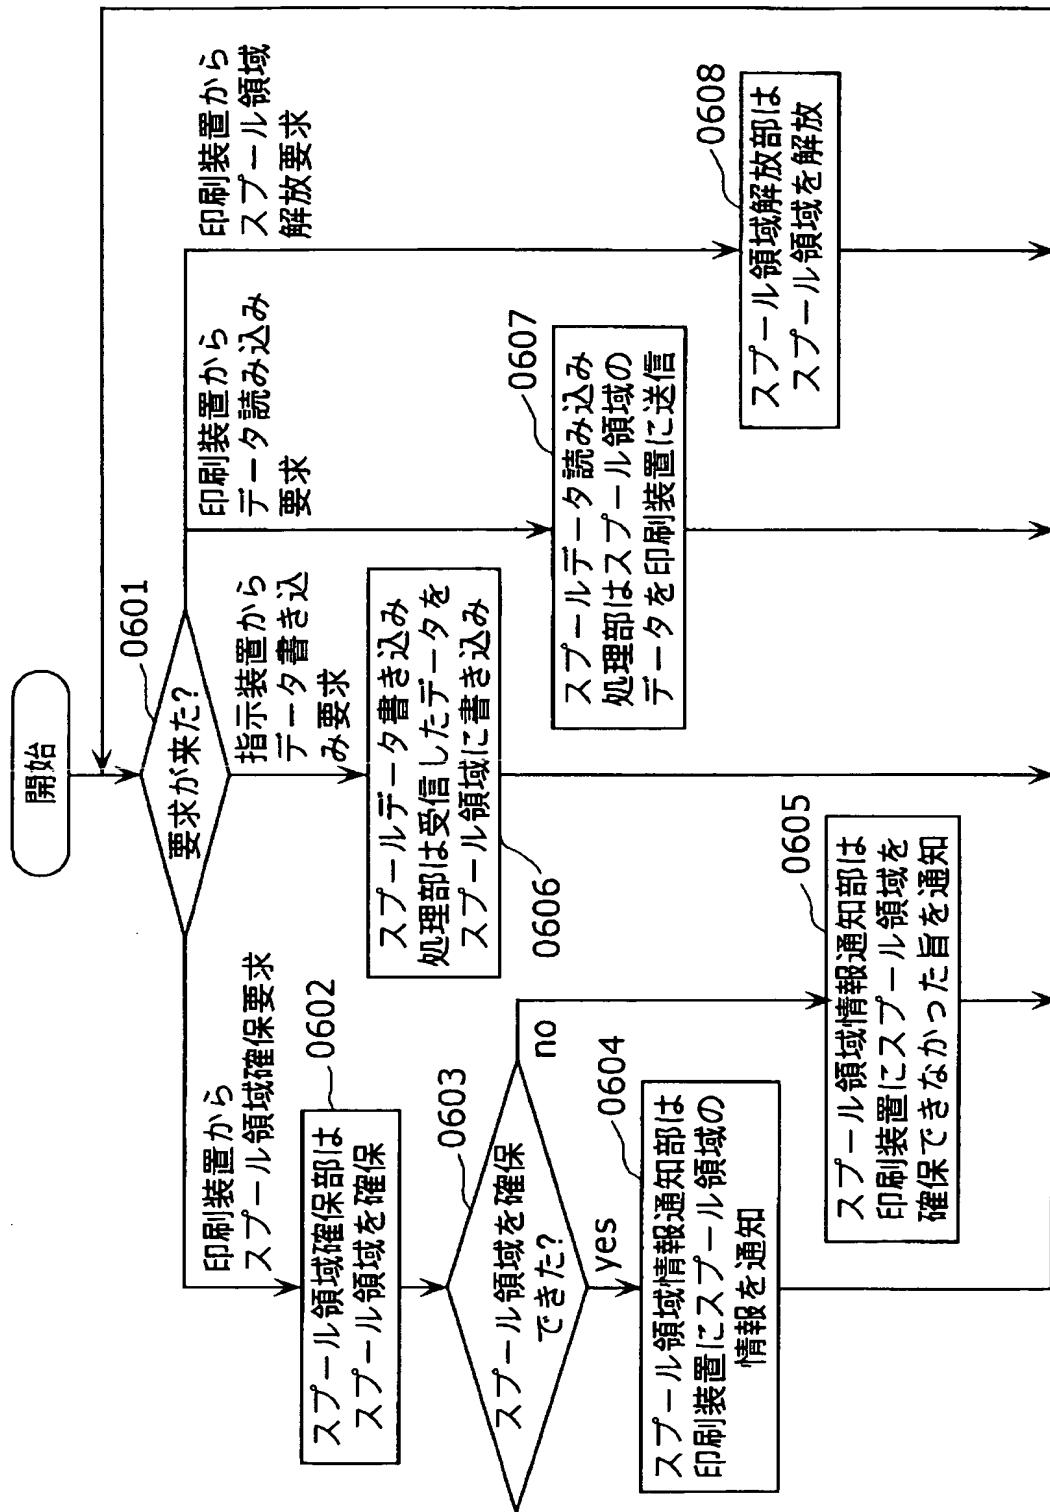 開始
要求が来た?
0601
印刷装置から
スプール領域確保要求
指示装置から
データ書き込
み要求
印刷装置から
データ読み込み
要求
印刷装置から
スプール領域
解放要求
スプール領域確保部は
スプール領域を確保
0602
スプール領域を確保
できた?
0603
yes
no
スプール領域情報通知部は
印刷装置にスプール領域の
情報を通知
0604
スプール領域情報通知部は
印刷装置にスプール領域を
確保できなかった旨を通知
0605
スプールデータ書き込み
処理部は受信したデータを
スプール領域に書き込み
0606
スプールデータ読み込み
処理部はスプール領域の
データを印刷装置に送信
0607
スプール領域解放部は
スプール領域を解放
0608